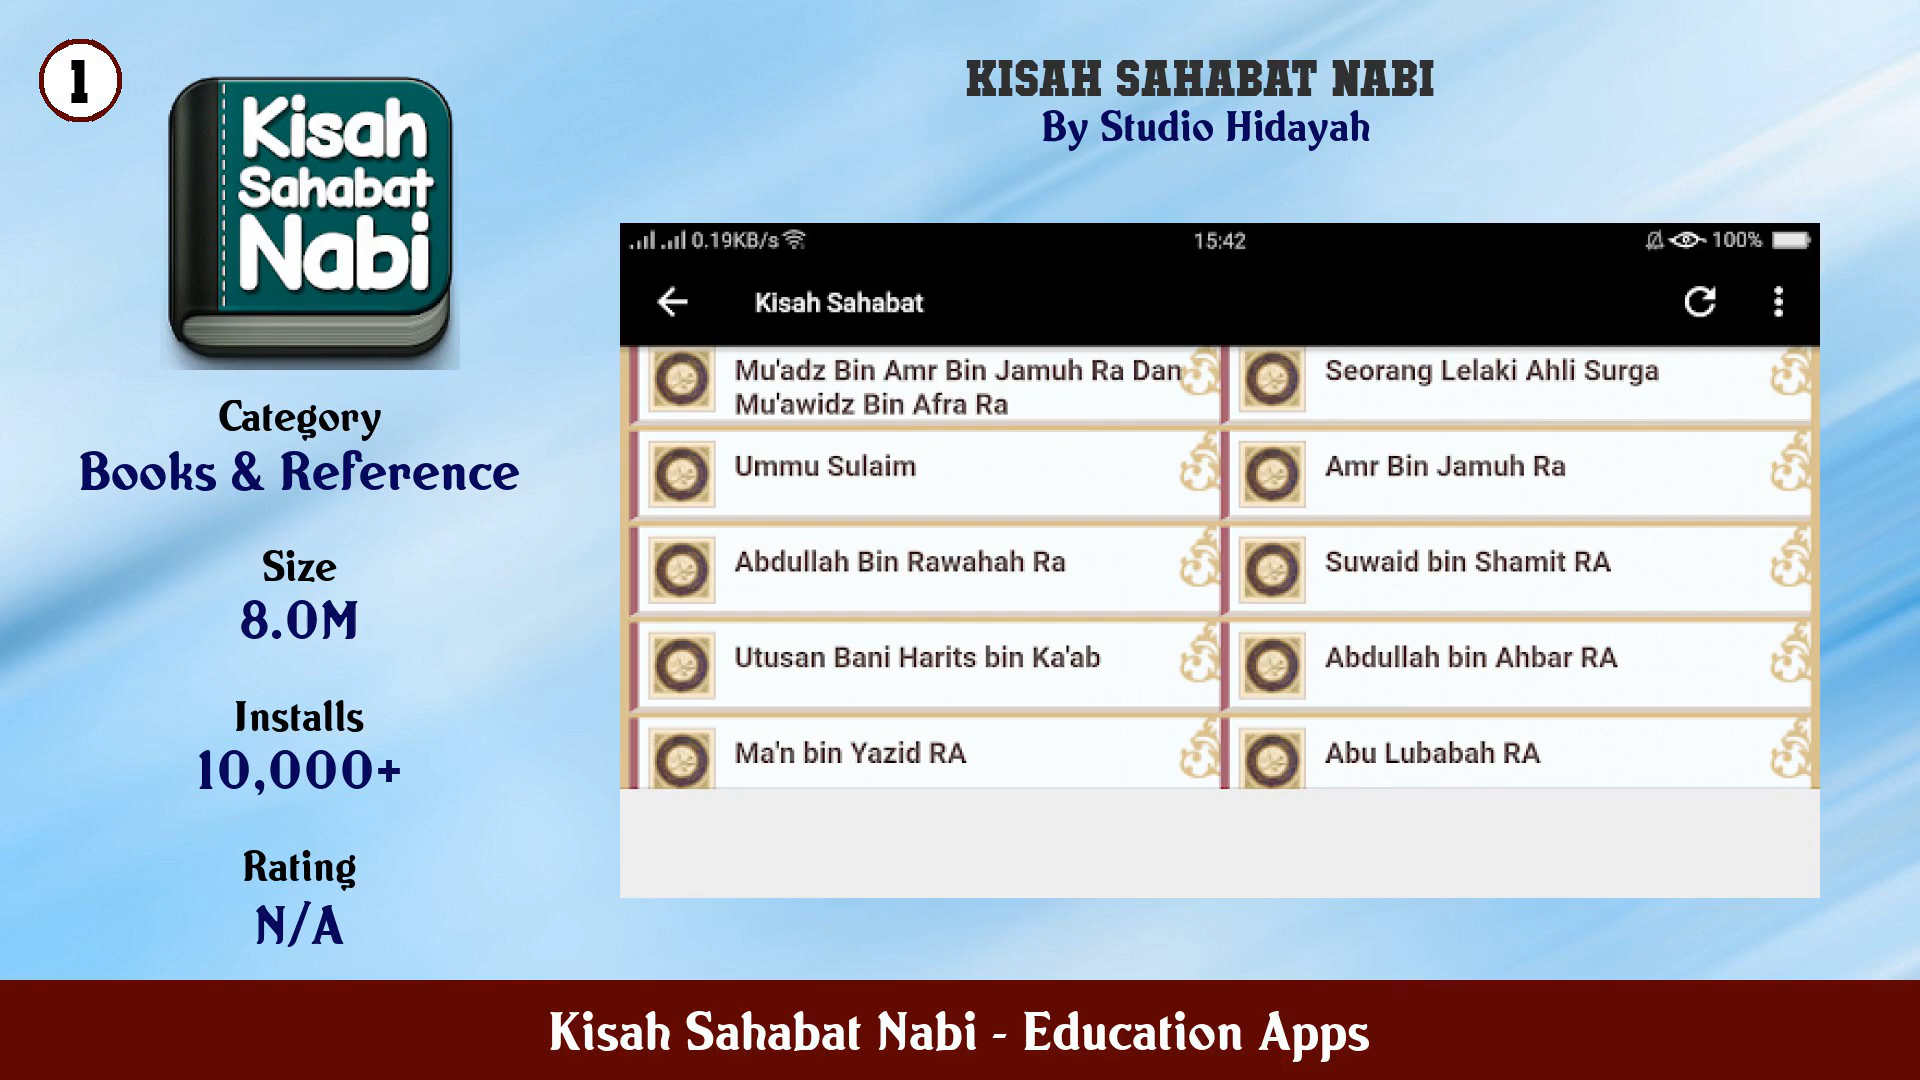 1
Kisah
Sahabat
Nabi
Category
Books & Reference
Size
8.0M
Installs
10,000+
Rating
N/A
KISAH SAHABAT NABI
By Studio Hidayah
0.19KB/s 15:42 100%
Kisah Sahabat
Mu'adz Bin Amr Bin Jamuh Ra Dan
Mu'awidz Bin Afra Ra
Seorang Lelaki Ahli Surga
Ummu Sulaim
Amr Bin Jamuh Ra
Abdullah Bin Rawahah Ra
Suwaid bin Shamit RA
Utusan Bani Harits bin Ka'ab
Abdullah bin Ahbar RA
Ma'n bin Yazid RA
Abu Lubabah RA
Kisah Sahabat Nabi - Education Apps